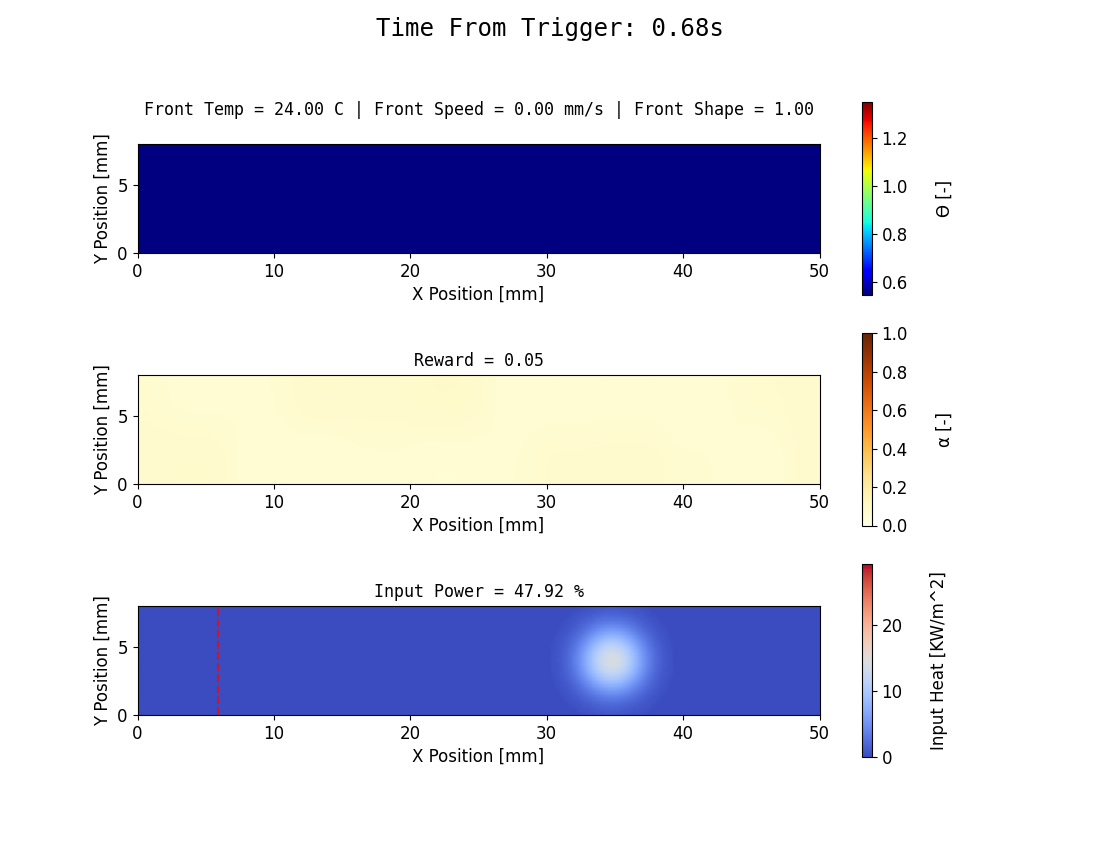 Time From Trigger: 0.68s
Front Temp = 24.00 C | Front Speed = 0.00 mm/s | Front Shape = 1.00
Y Position [mm]
5
0
0 10 20 30 40 50
X Position [mm]
1.2
1.0
0.8
0.6
Θ [-]
Reward = 0.05
Y Position [mm]
5
0
0 10 20 30 40 50
X Position [mm]
1.0
0.8
0.6
0.4
0.2
0.0
α [-]
Input Power = 47.92 %
Y Position [mm]
5
0
0 10 20 30 40 50
X Position [mm]
20
10
0
Input Heat [KW/m^2]